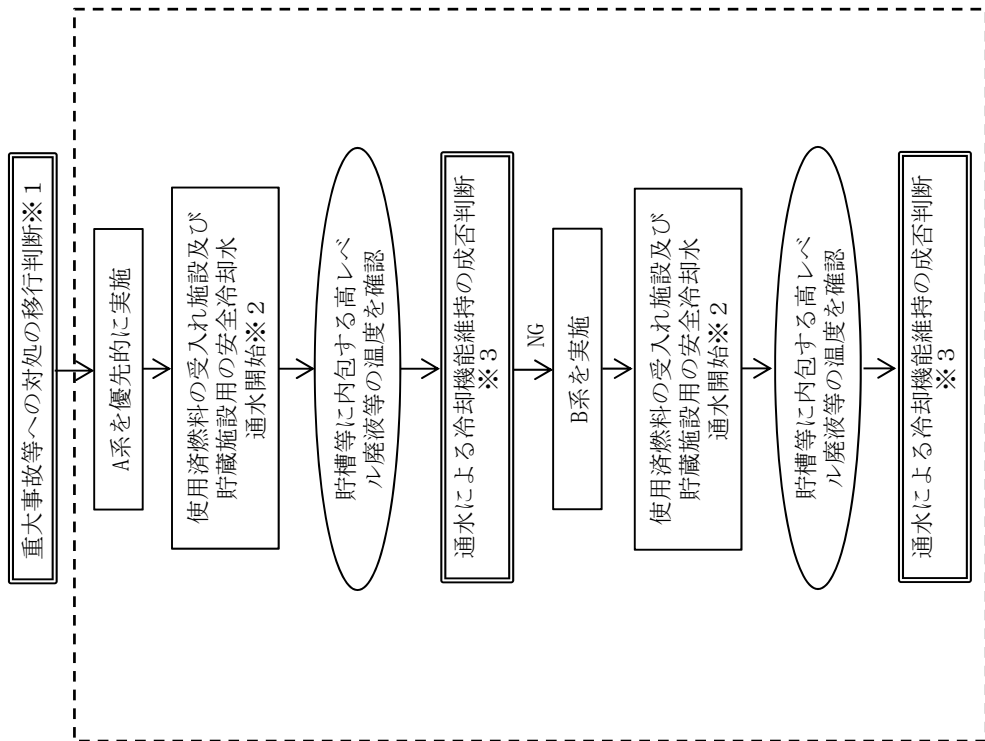 重大事故等への対処の移行判断※１
A系を優先的に実施
使用済燃料の受入れ施設及び
貯蔵施設用の安全冷却水
通水開始※２
貯槽等に内包する高レベ
ル廃液等の温度を確認
通水による冷却機能維持の成否判断
※３
NG
B系を実施
使用済燃料の受入れ施設及び
貯蔵施設用の安全冷却水
通水開始※２
貯槽等に内包する高レベ
ル廃液等の温度を確認
通水による冷却機能維持の成否判断
※３